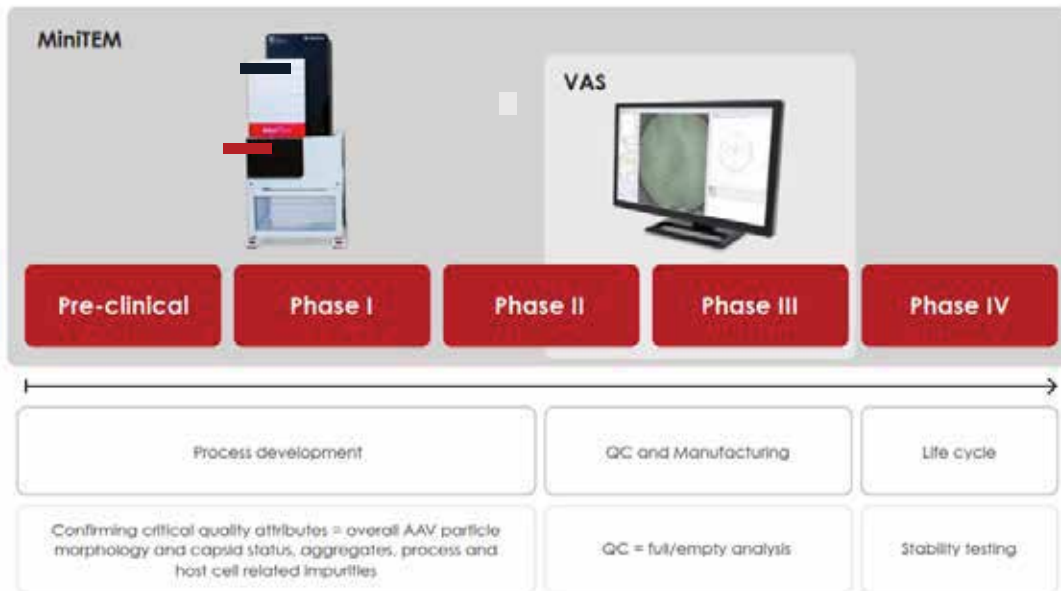 MiniTEM
VAS
Pre-clinical
Phase I
Phase II
Phase III
Phase IV
Process development
QC and Manufacturing
Life cycle
Confirming critical quality attributes = overall AAV particle
morphology and capsid status, aggregates, process and
host cell related impurities
QC = full/empty analysis
Stability testing